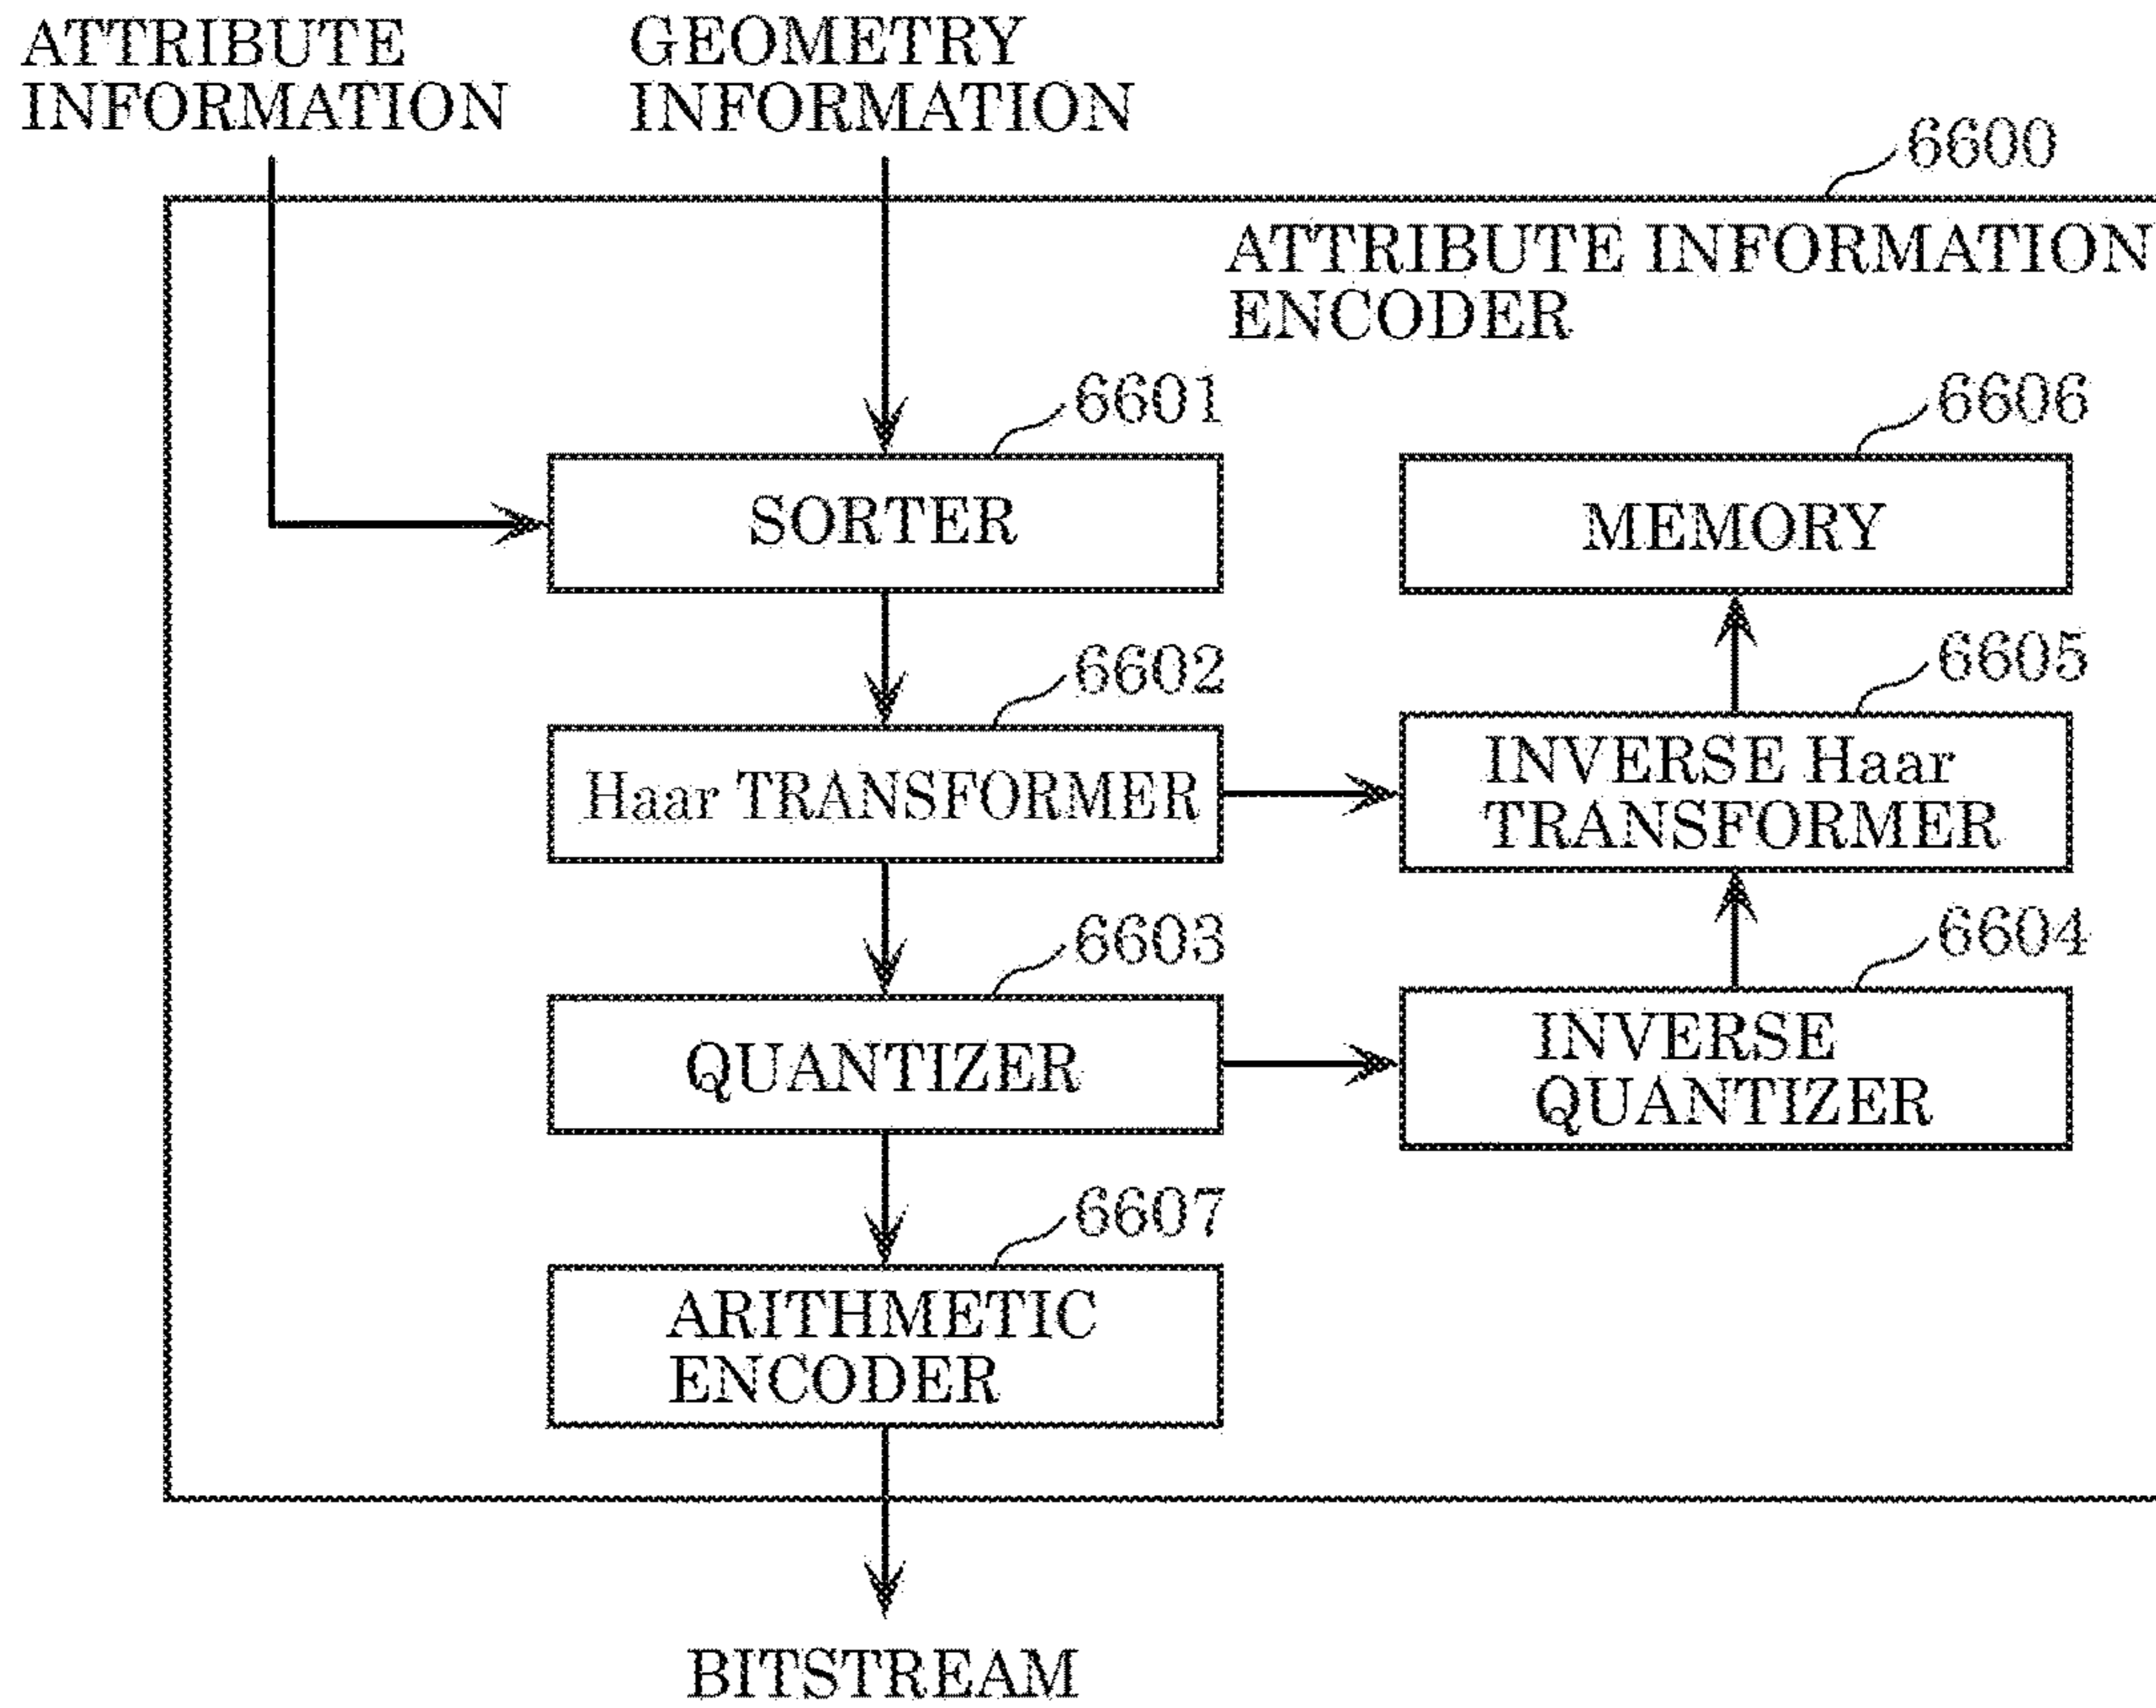 ATTRIBUTE
INFORMATION
GEOMETRY
INFORMATION
6600
ATTRIBUTE INFORMATION
ENCODER
6601
SORTER
6606
MEMORY
6602
Haar TRANSFORMER
6605
INVERSE Haar
TRANSFORMER
6603
QUANTIZER
6604
INVERSE
QUANTIZER
6607
ARITHMETIC
ENCODER
BITSTREAM